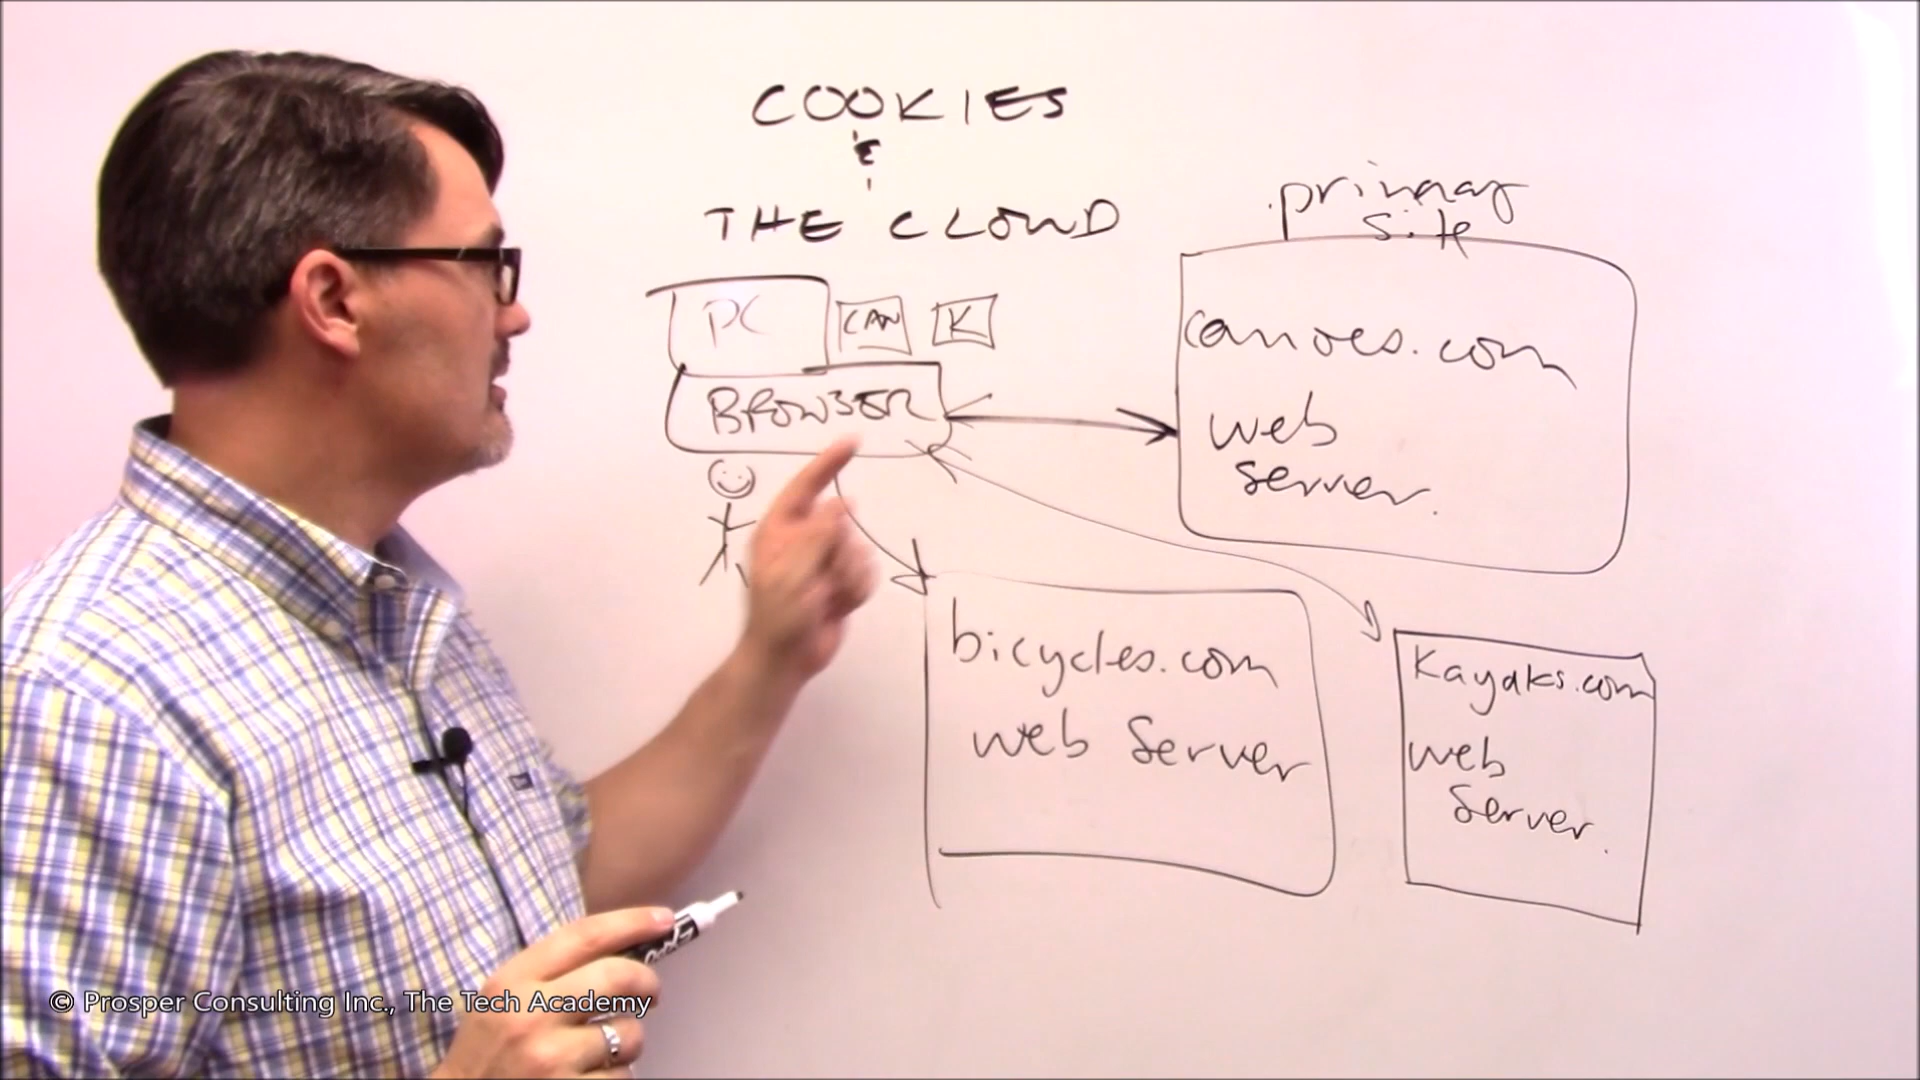 COOKIES
&
THE CLOUD
primary
site
PC
CAN
K
BROWSER
canoes.com
web
server.
bicycles.com
web server
Kayaks.com
web
server.
© Prosper Consulting Inc., The Tech Academy